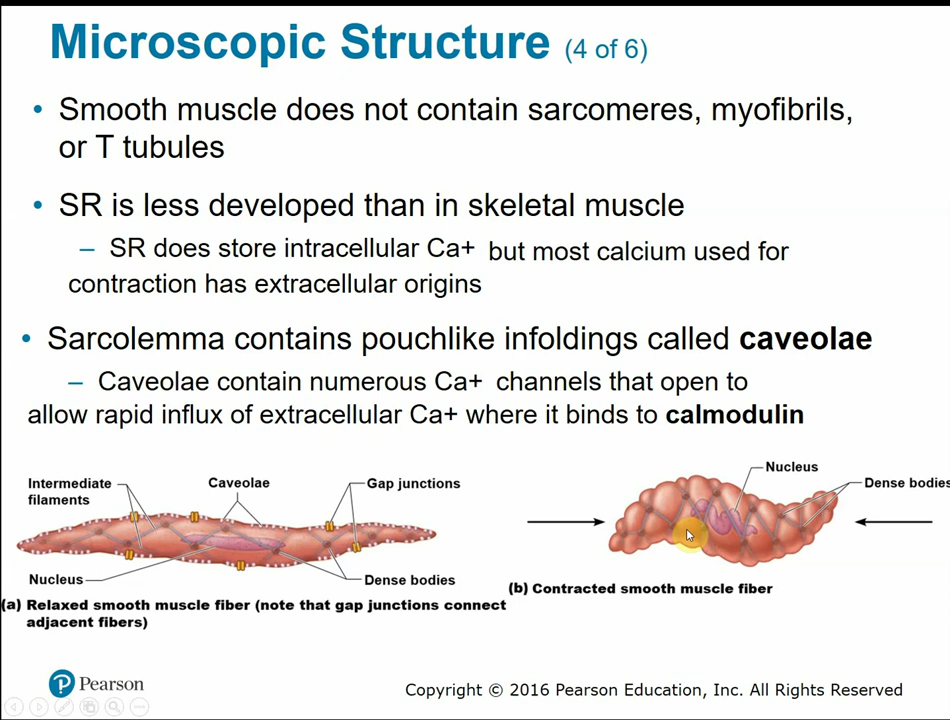 Microscopic Structure (4 of 6)
• Smooth muscle does not contain sarcomeres, myofibrils,
or T tubules
• SR is less developed than in skeletal muscle
– SR does store intracellular Ca+ but most calcium used for
contraction has extracellular origins
• Sarcolemma contains pouchlike infoldings called caveolae
– Caveolae contain numerous Ca+ channels that open to
allow rapid influx of extracellular Ca+ where it binds to calmodulin
Intermediate
filaments
Caveolae
Gap junctions
Nucleus
Dense bodies
(a) Relaxed smooth muscle fiber (note that gap junctions connect
adjacent fibers)
Nucleus
Dense bodies
(b) Contracted smooth muscle fiber
P Pearson
Copyright © 2016 Pearson Education, Inc. All Rights Reserved